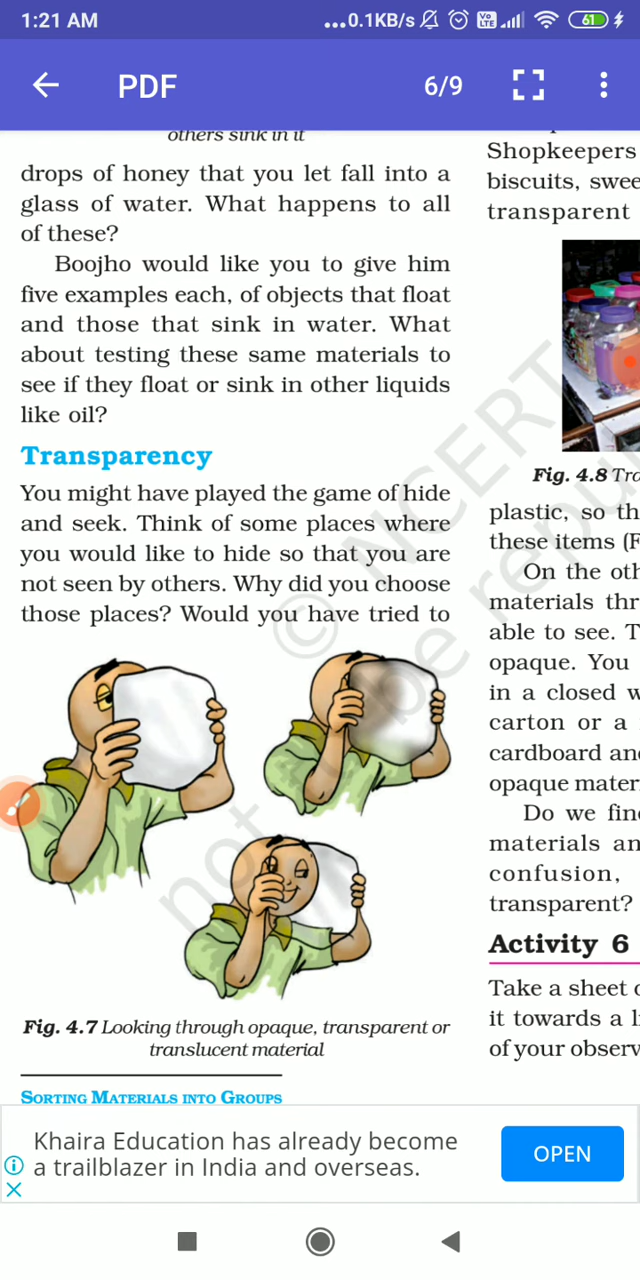 1:21 AM
...0.1KB/s
Vo
LTE
61
PDF
6/9
others sink in it
drops of honey that you let fall into a
glass of water. What happens to all
of these?
Boojho would like you to give him
five examples each, of objects that float
and those that sink in water. What
about testing these same materials to
see if they float or sink in other liquids
like oil?
Transparency
You might have played the game of hide
and seek. Think of some places where
you would like to hide so that you are
not seen by others. Why did you choose
those places? Would you have tried to
Fig. 4.7 Looking through opaque, transparent or
translucent material
SORTING MATERIALS INTO GROUPS
Shopkeepers
biscuits, swee
transparent
Fig. 4.8 Tra
plastic, so th
these items (F
On the oth
materials thr
able to see. T
opaque. You
in a closed w
carton or a
cardboard an
opaque mater
Do we fin
materials an
confusion,
transparent?
Activity 6
Take a sheet o
it towards a li
of your observ
© NCERT
not to be repu
Khaira Education has already become
a trailblazer in India and overseas.
OPEN